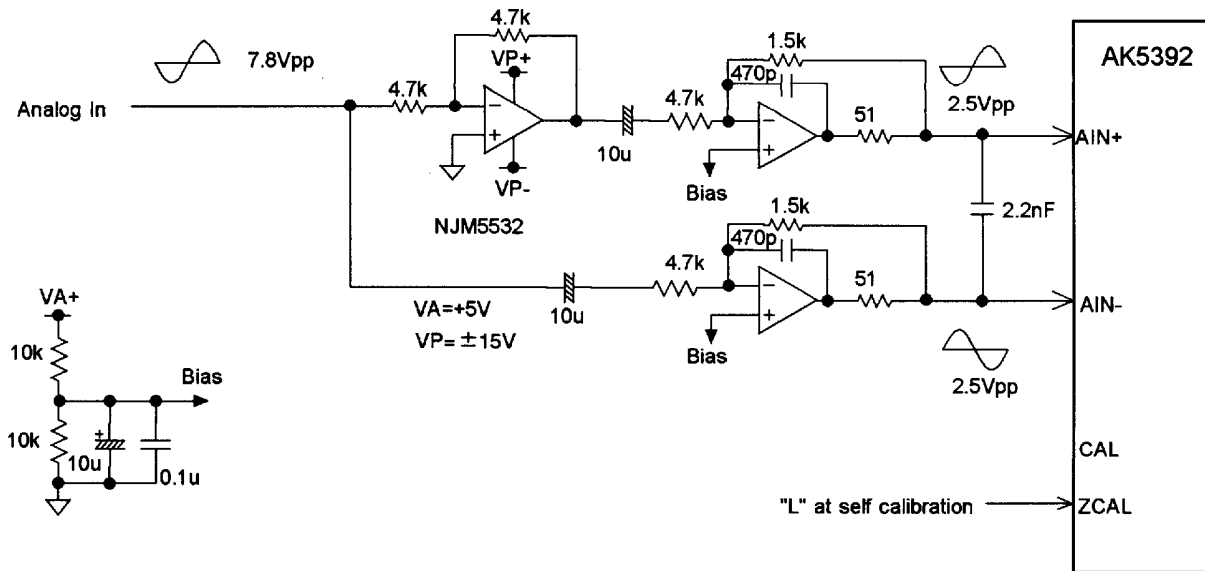 4.7k
7.8Vpp
VP+
4.7k
Analog In
VP-
NJM5532
10u
4.7k
1.5k
470p
51
Bias
2.5Vpp
AK5392
AIN+
2.2nF
1.5k
470p
4.7k
51
10u
Bias
VA=+5V
VP=±15V
AIN-
2.5Vpp
VA+
10k
Bias
10k
+
10u
0.1u
CAL
"L" at self calibration
ZCAL